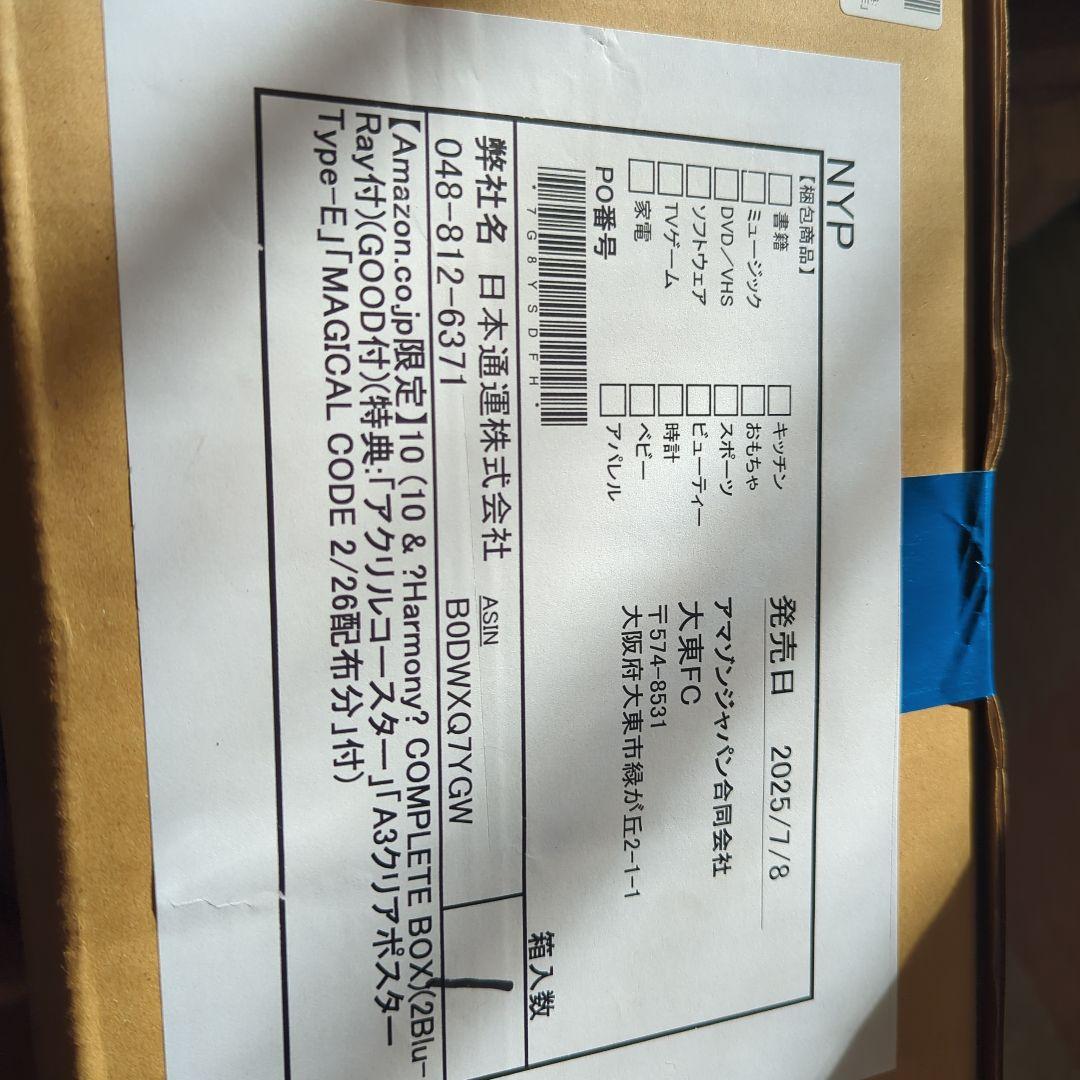 NYP
【梱包商品】
□ 書籍
□ ミュージック
□ DVD／VHS
□ ソフトウェア
□ TVゲーム
□ 家電
□ キッチン
□ おもちゃ
□ スポーツ
□ ビューティー
□ 時計
□ ベビー
□ アパレル
PO番号
*7G8YSDFH*
発売日 2025/7/8
アマゾンジャパン合同会社
大東FC
〒574-8531
大阪府大東市緑が丘2-1-1
箱入数
弊社名 日本通運株式会社
048-812-6371
ASIN
B0DWXQ7YGW
【Amazon.co.jp限定】10 (10 & ?Harmony? COMPLETE BOX)(2Blu-
Ray付)(GOOD付)(特典:「アクリルコースター」「A3クリアポスター
Type-E」「MAGICAL CODE 2/26配布分」付)